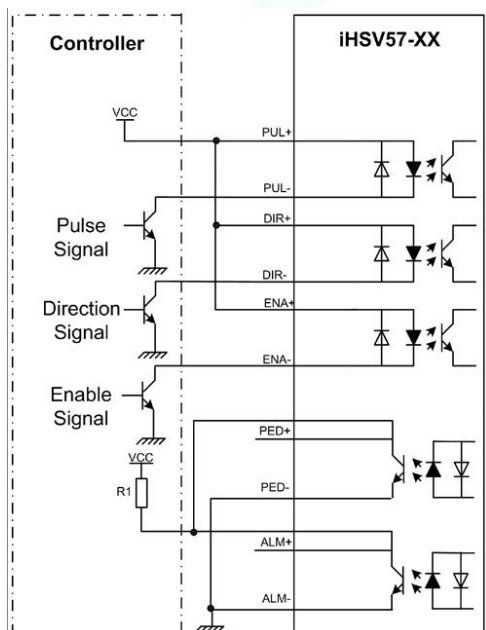 Controller
iHSV57-XX
VCC
PUL+
PUL-
Pulse
Signal
DIR+
DIR-
Direction
Signal
ENA+
ENA-
Enable
Signal
PED+
VCC
R1
PED-
ALM+
ALM-